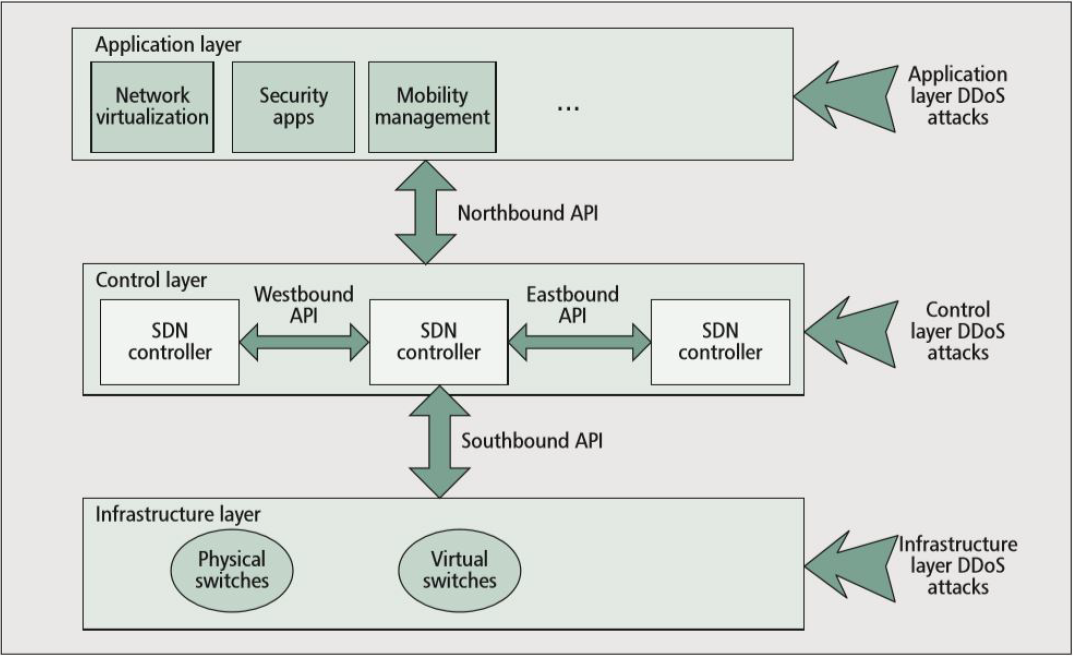 Application layer
Network
virtualization
Security
apps
Mobility
management
...
Application
layer DDoS
attacks
Northbound API
Control layer
Westbound
API
Eastbound
API
SDN
controller
SDN
controller
SDN
controller
Control
layer DDoS
attacks
Southbound API
Infrastructure layer
Physical
switches
Virtual
switches
Infrastructure
layer DDoS
attacks